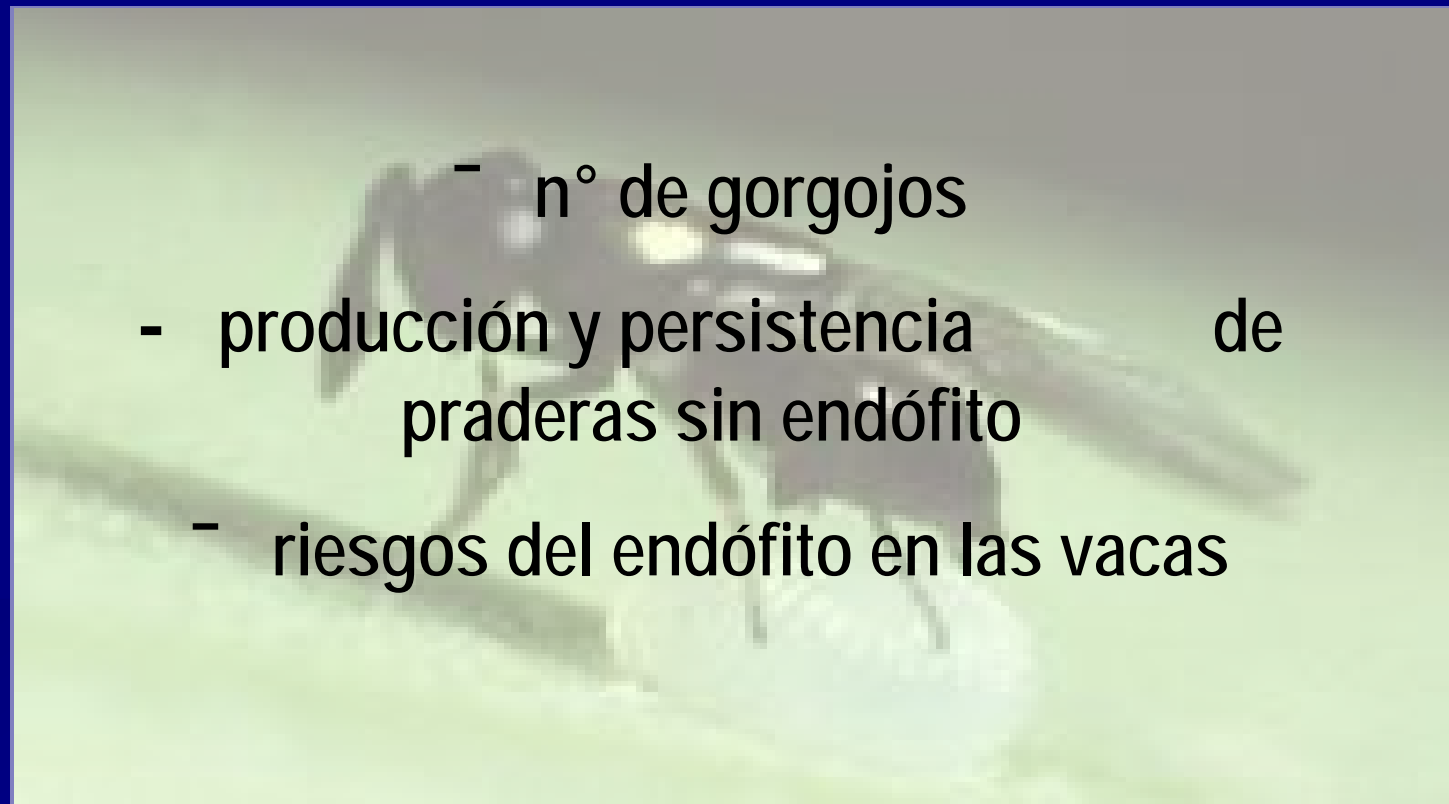 ¯ n° de gorgojos
- producción y persistencia de
praderas sin endófito
¯ riesgos del endófito en las vacas